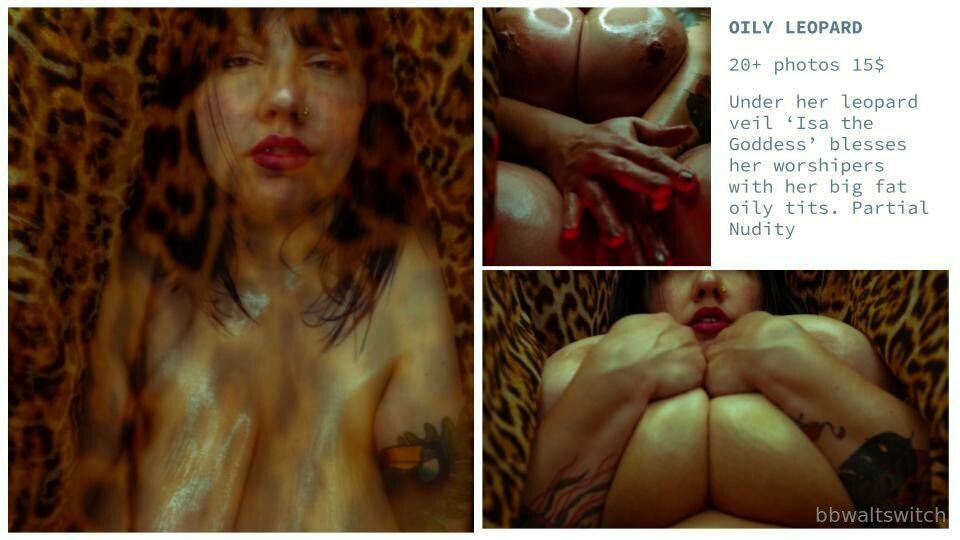 OILY LEOPARD
20+ photos 15$
Under her leopard
veil ‘Isa the
Goddess’ blesses
her worshipers
with her big fat
oily tits. Partial
Nudity
bbwaltswitch